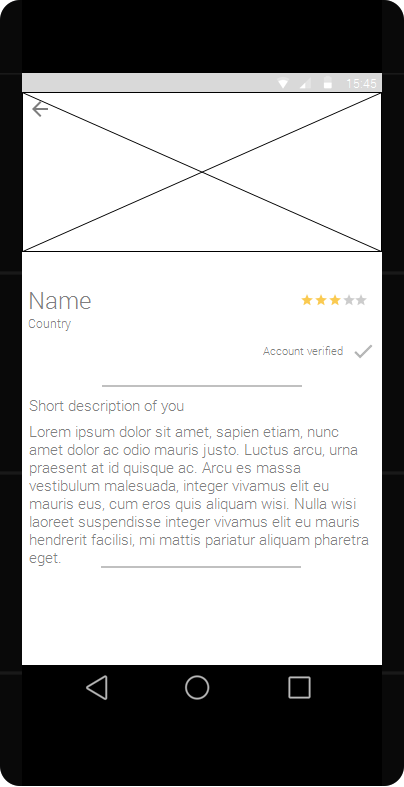 15:45
Name
Country
Account verified
Short description of you
Lorem ipsum dolor sit amet, sapien etiam, nunc
amet dolor ac odio mauris justo. Luctus arcu, urna
praesent at id quisque ac. Arcu es massa
vestibulum malesuada, integer vivamus elit eu
mauris eus, cum eros quis aliquam wisi. Nulla wisi
laoreet suspendisse integer vivamus elit eu mauris
hendrerit facilisi, mi mattis pariatur aliquam pharetra
eget.